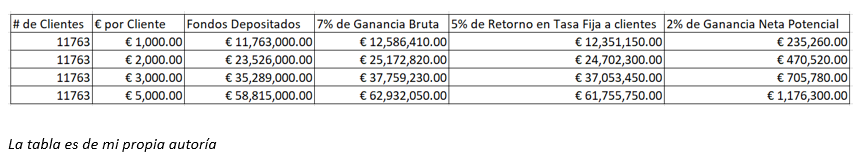 # de Clientes € por Cliente Fondos Depositados 7% de Ganancia Bruta 5% de Retorno en Tasa Fija a clientes 2% de Ganancia Neta Potencial
11763 € 1,000.00 € 11,763,000.00 € 12,586,410.00 € 12,351,150.00 € 235,260.00
11763 € 2,000.00 € 23,526,000.00 € 25,172,820.00 € 24,702,300.00 € 470,520.00
11763 € 3,000.00 € 35,289,000.00 € 37,759,230.00 € 37,053,450.00 € 705,780.00
11763 € 5,000.00 € 58,815,000.00 € 62,932,050.00 € 61,755,750.00 € 1,176,300.00
La tabla es de mi propia autoría